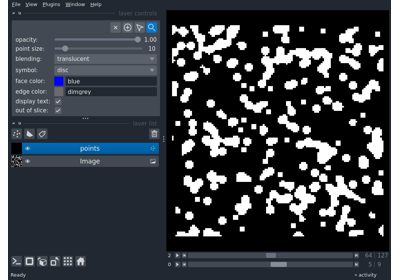 File View Plugins Window Help
layer controls
opacity: 1.00
point size: 10
blending: translucent
symbol: disc
face color: blue
edge color: dimgrey
display text:
out of slice:
layer list
points
Image
2 64 127
0 5 9
Ready activity